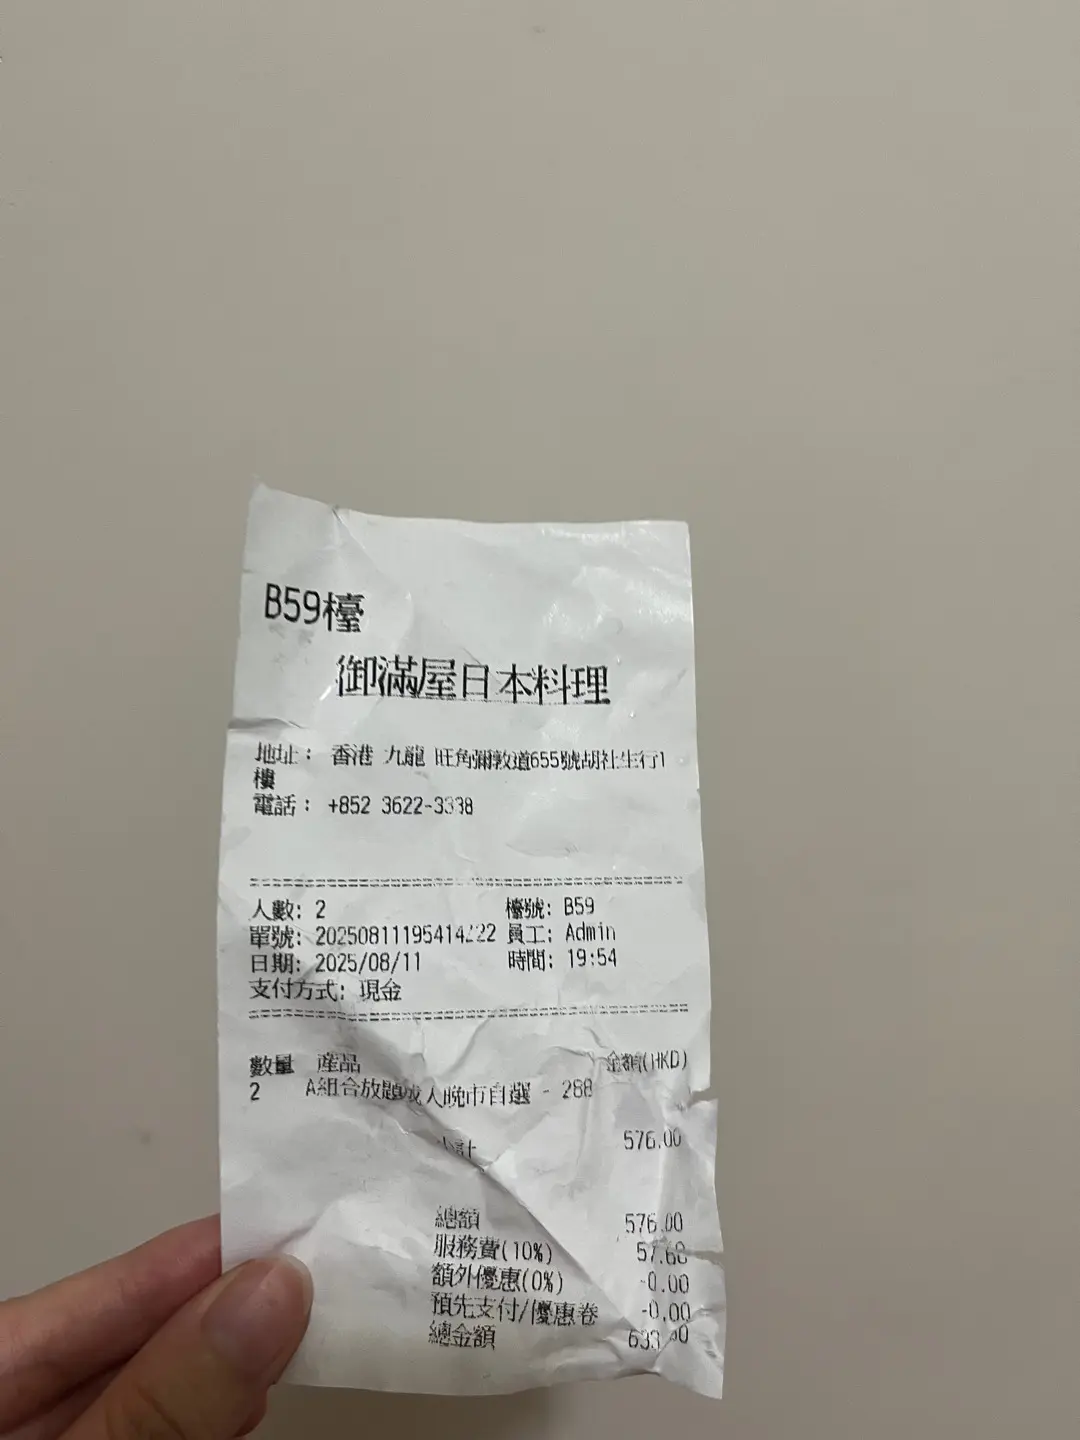 B59檯
御滿屋日本料理
地址： 香港 九龍 旺角彌敦道655號胡社生行1
樓
電話： +852 3622-3338
人數: 2 檯號: B59
單號: 員工: Admin
日期: 2025/08/11 時間: 19:54
支付方式: 現金
數量 産品 金額(HKD)
2 A組合放題成人晚市自選 - 288
小計 576.00
總額 576.00
服務費(10%) 57.60
額外優惠(0%) -0.00
預先支付/優惠卷 -0.00
總金額